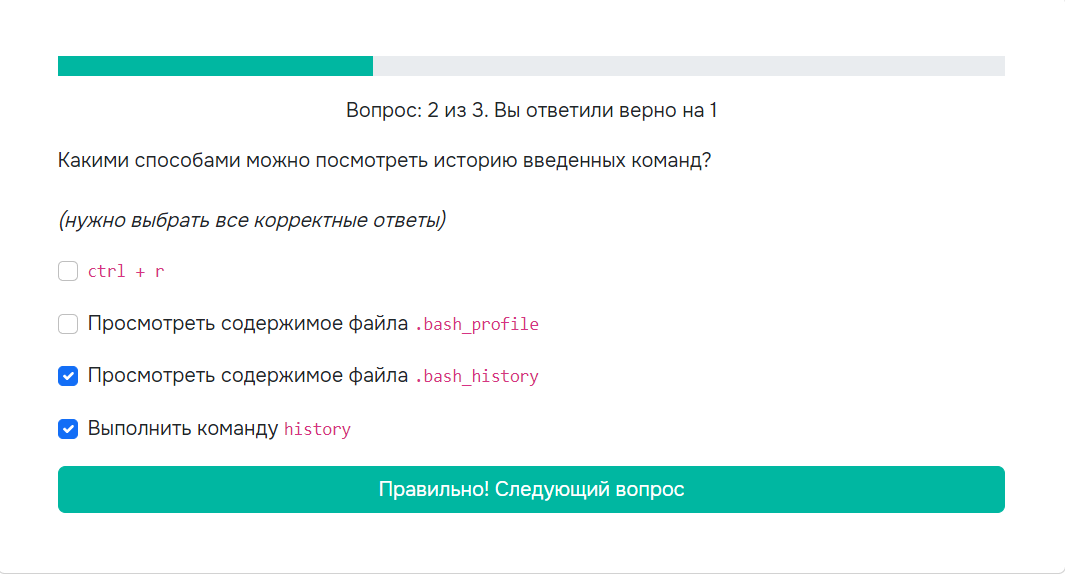 Вопрос: 2 из 3. Вы ответили верно на 1
Какими способами можно посмотреть историю введенных команд?
(нужно выбрать все корректные ответы)
ctrl + r
Просмотреть содержимое файла .bash_profile
Просмотреть содержимое файла .bash_history
Выполнить команду history
Правильно! Следующий вопрос